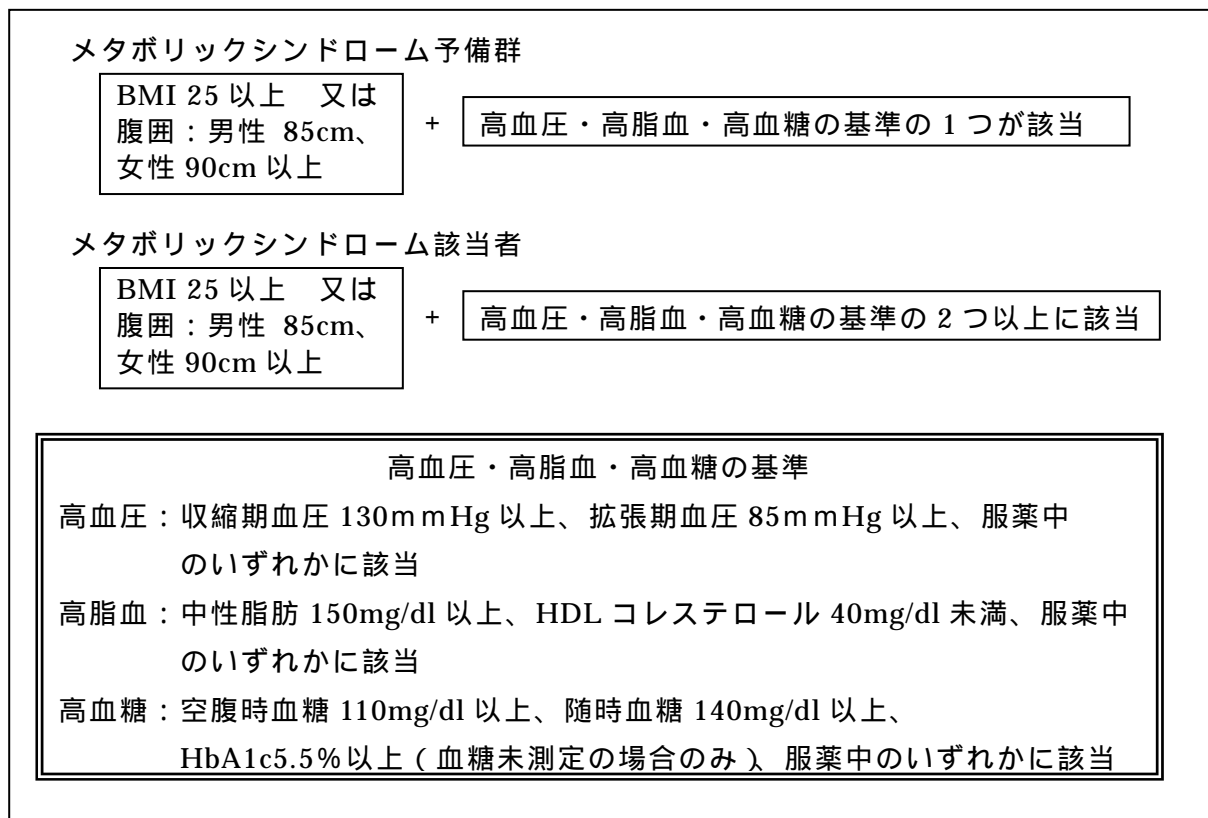 メタボリックシンドローム予備群
BMI 25 以上　又は
腹囲：男性 85cm、
女性 90cm 以上
+
高血圧・高脂血・高血糖の基準の 1 つが該当
メタボリックシンドローム該当者
BMI 25 以上　又は
腹囲：男性 85cm、
女性 90cm 以上
+
高血圧・高脂血・高血糖の基準の 2 つ以上に該当
高血圧・高脂血・高血糖の基準
高血圧：収縮期血圧 130ｍｍHg 以上、拡張期血圧 85ｍｍHg 以上、服薬中
のいずれかに該当
高脂血：中性脂肪 150mg/dl 以上、HDL コレステロール 40mg/dl 未満、服薬中
のいずれかに該当
高血糖：空腹時血糖 110mg/dl 以上、随時血糖 140mg/dl 以上、
HbA1c5.5％以上（血糖未測定の場合のみ）、服薬中のいずれかに該当